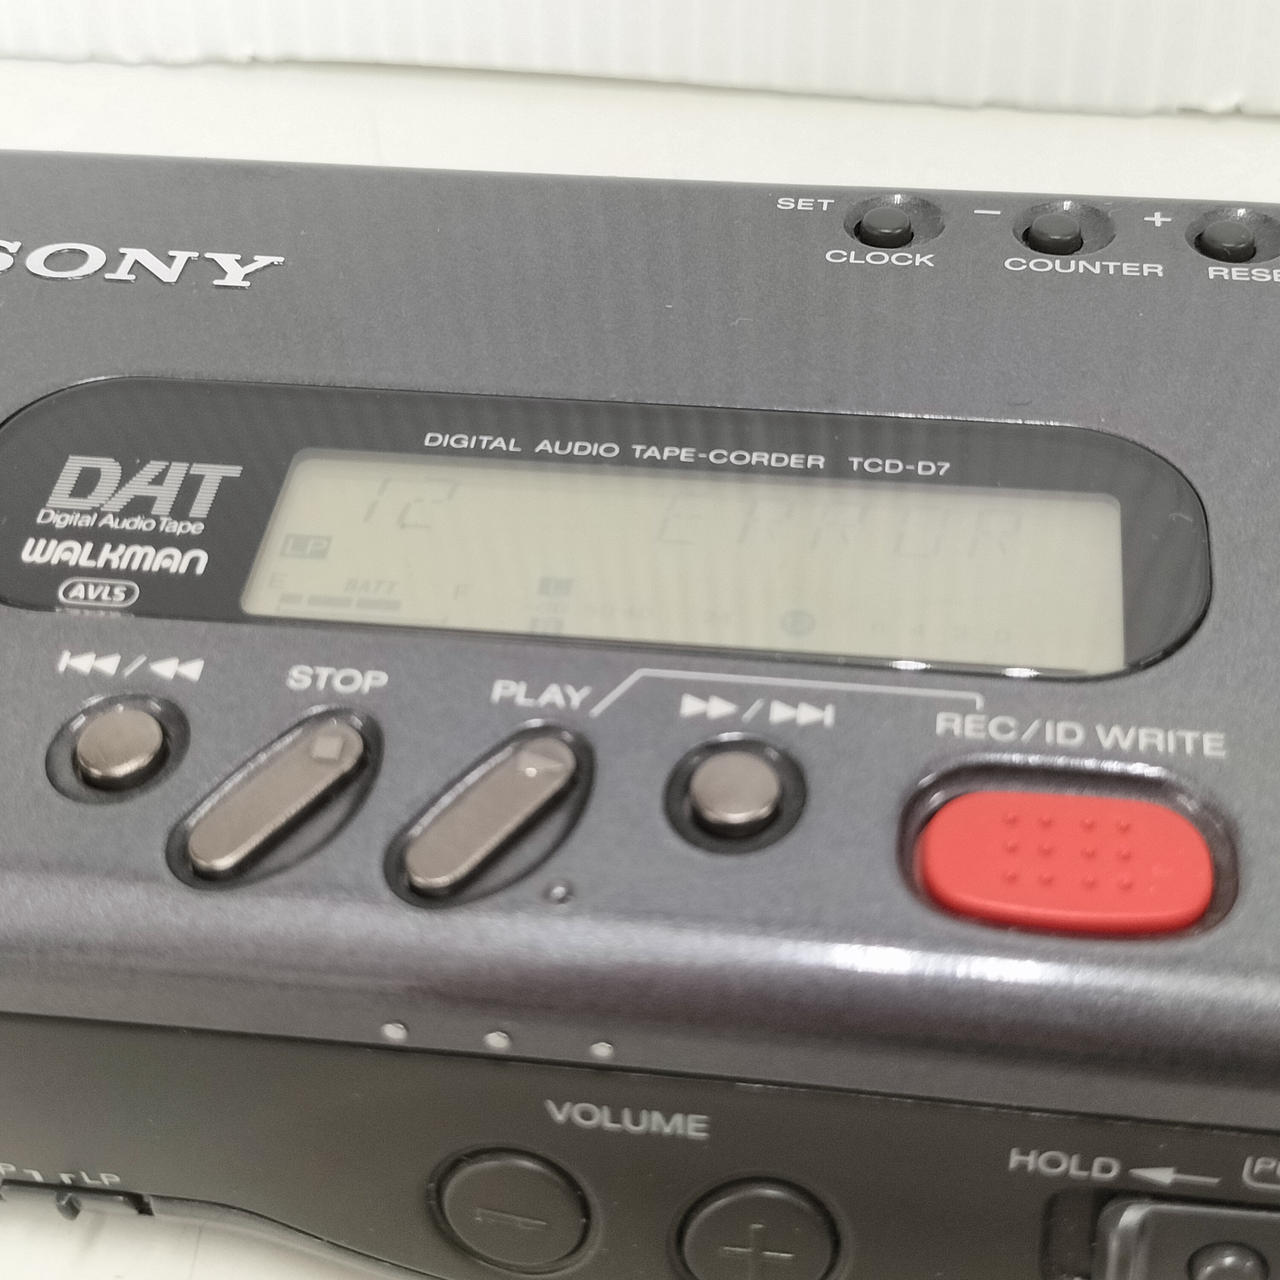 SONY
SET − +
CLOCK COUNTER RESE
DIGITAL AUDIO TAPE-CORDER TCD-D7
DAT
Digital Audio Tape
WALKMAN
AVLS
12 ERROR
LP
E BATT F
STOP PLAY
REC/ID WRITE
VOLUME
HOLD
LP